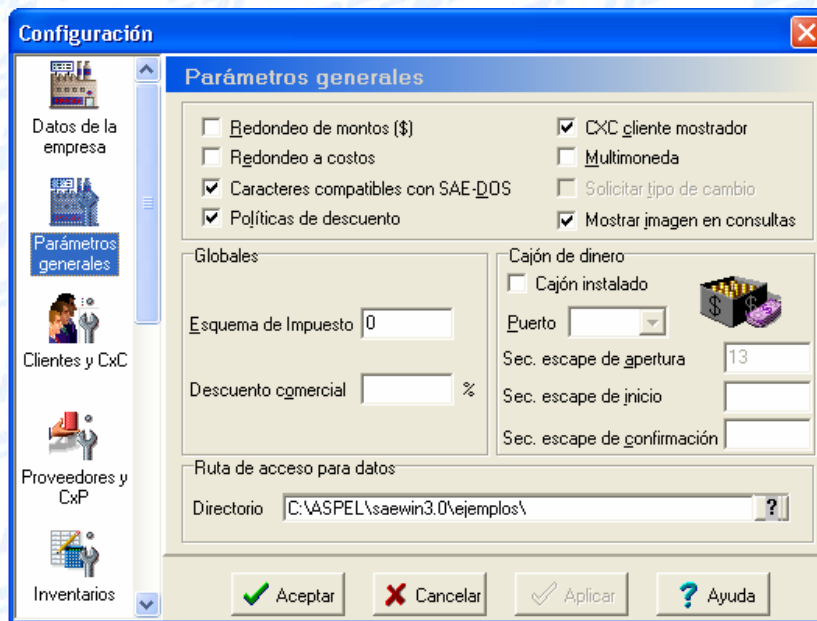 Configuración
Datos de la
empresa
Parámetros
generales
Clientes y CxC
Proveedores y
CxP
Inventarios
Parámetros generales
Redondeo de montos ($)
Redondeo a costos
Caracteres compatibles con SAE-DOS
Políticas de descuento
CXC cliente mostrador
Multimoneda
Solicitar tipo de cambio
Mostrar imagen en consultas
Globales
Esquema de Impuesto 0
Descuento comercial %
Cajón de dinero
Cajón instalado
Puerto
Sec. escape de apertura 13
Sec. escape de inicio
Sec. escape de confirmación
Ruta de acceso para datos
Directorio C:\ASPEL\saewin3.0\ejemplos\ ?
Aceptar Cancelar Aplicar ? Ayuda